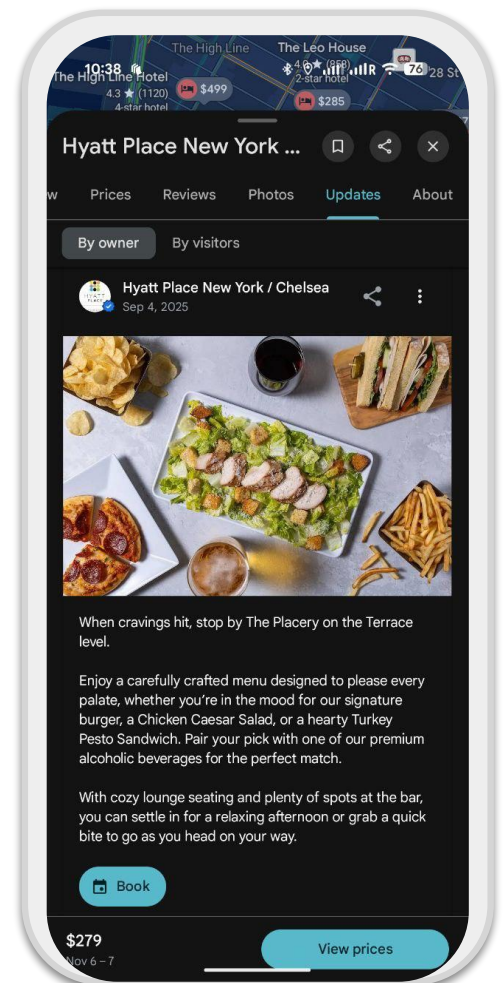 The High Line
The Leo House
10:38
4.0★ (858)
R
76
28 St
The High Line Hotel
2-star hotel
4.3 ★ (1120)
$499
4-star hotel
$285
Hyatt Place New York ...
w
Prices
Reviews
Photos
Updates
About
By owner
By visitors
HYATT
PLACE
Hyatt Place New York / Chelsea
Sep 4, 2025
When cravings hit, stop by The Placery on the Terrace
level.
Enjoy a carefully crafted menu designed to please every
palate, whether you’re in the mood for our signature
burger, a Chicken Caesar Salad, or a hearty Turkey
Pesto Sandwich. Pair your pick with one of our premium
alcoholic beverages for the perfect match.
With cozy lounge seating and plenty of spots at the bar,
you can settle in for a relaxing afternoon or grab a quick
bite to go as you head on your way.
Book
$279
Nov 6 – 7
View prices